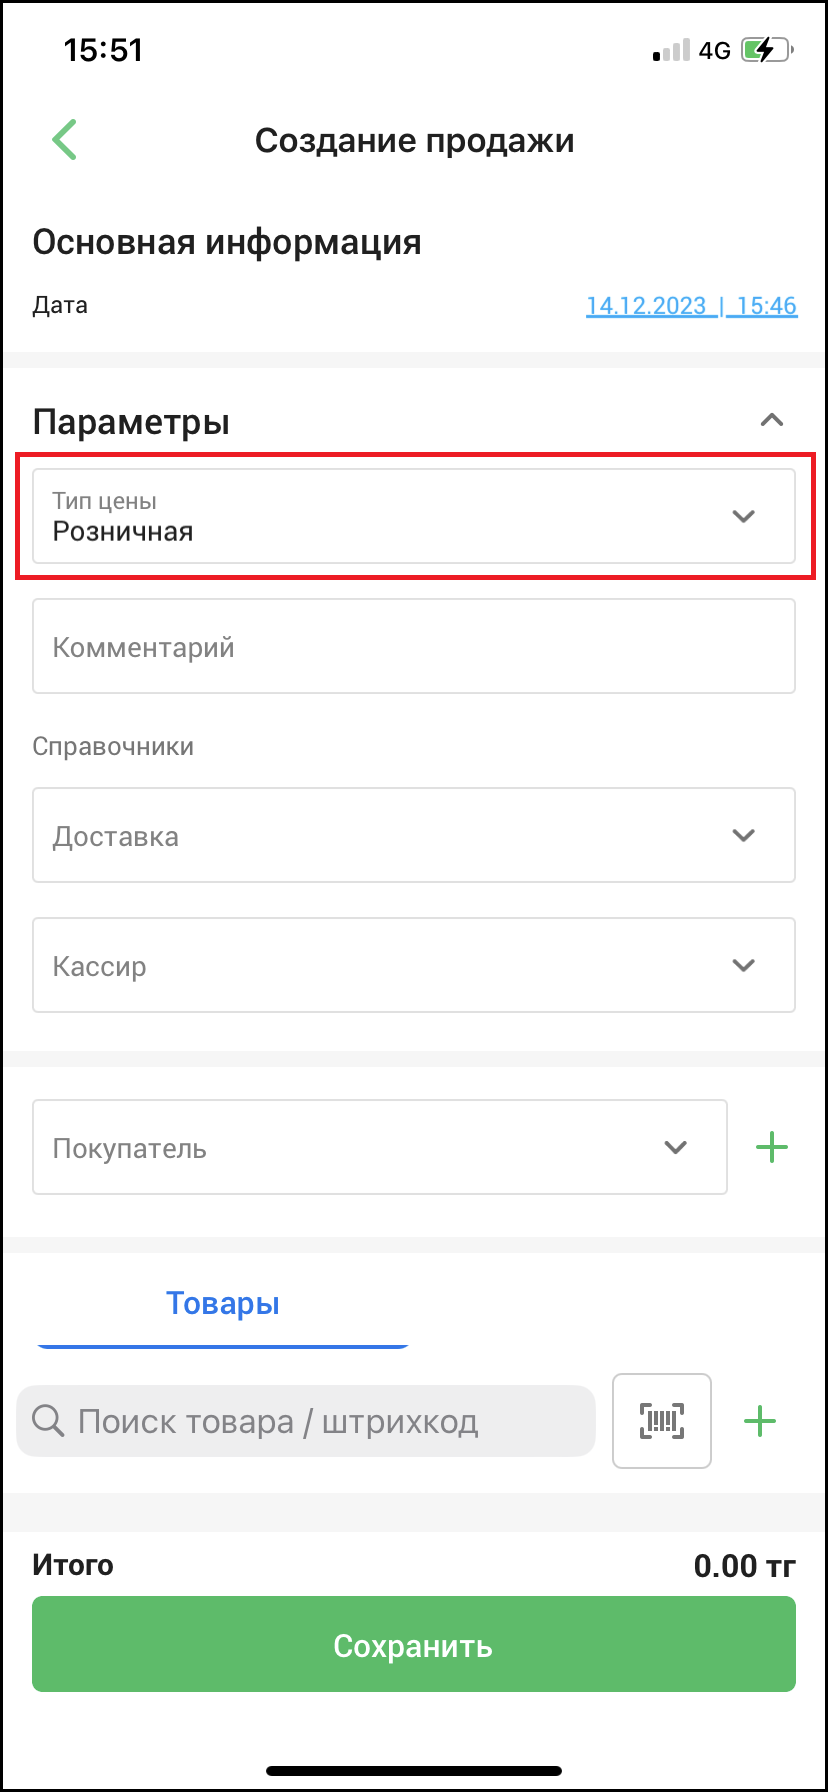 15:51
4G
Создание продажи
Основная информация
Дата
14.12.2023 | 15:46
Параметры
Тип цены
Розничная
Комментарий
Справочники
Доставка
Кассир
Покупатель
Товары
Поиск товара / штрихкод
Итого
0.00 тг
Сохранить